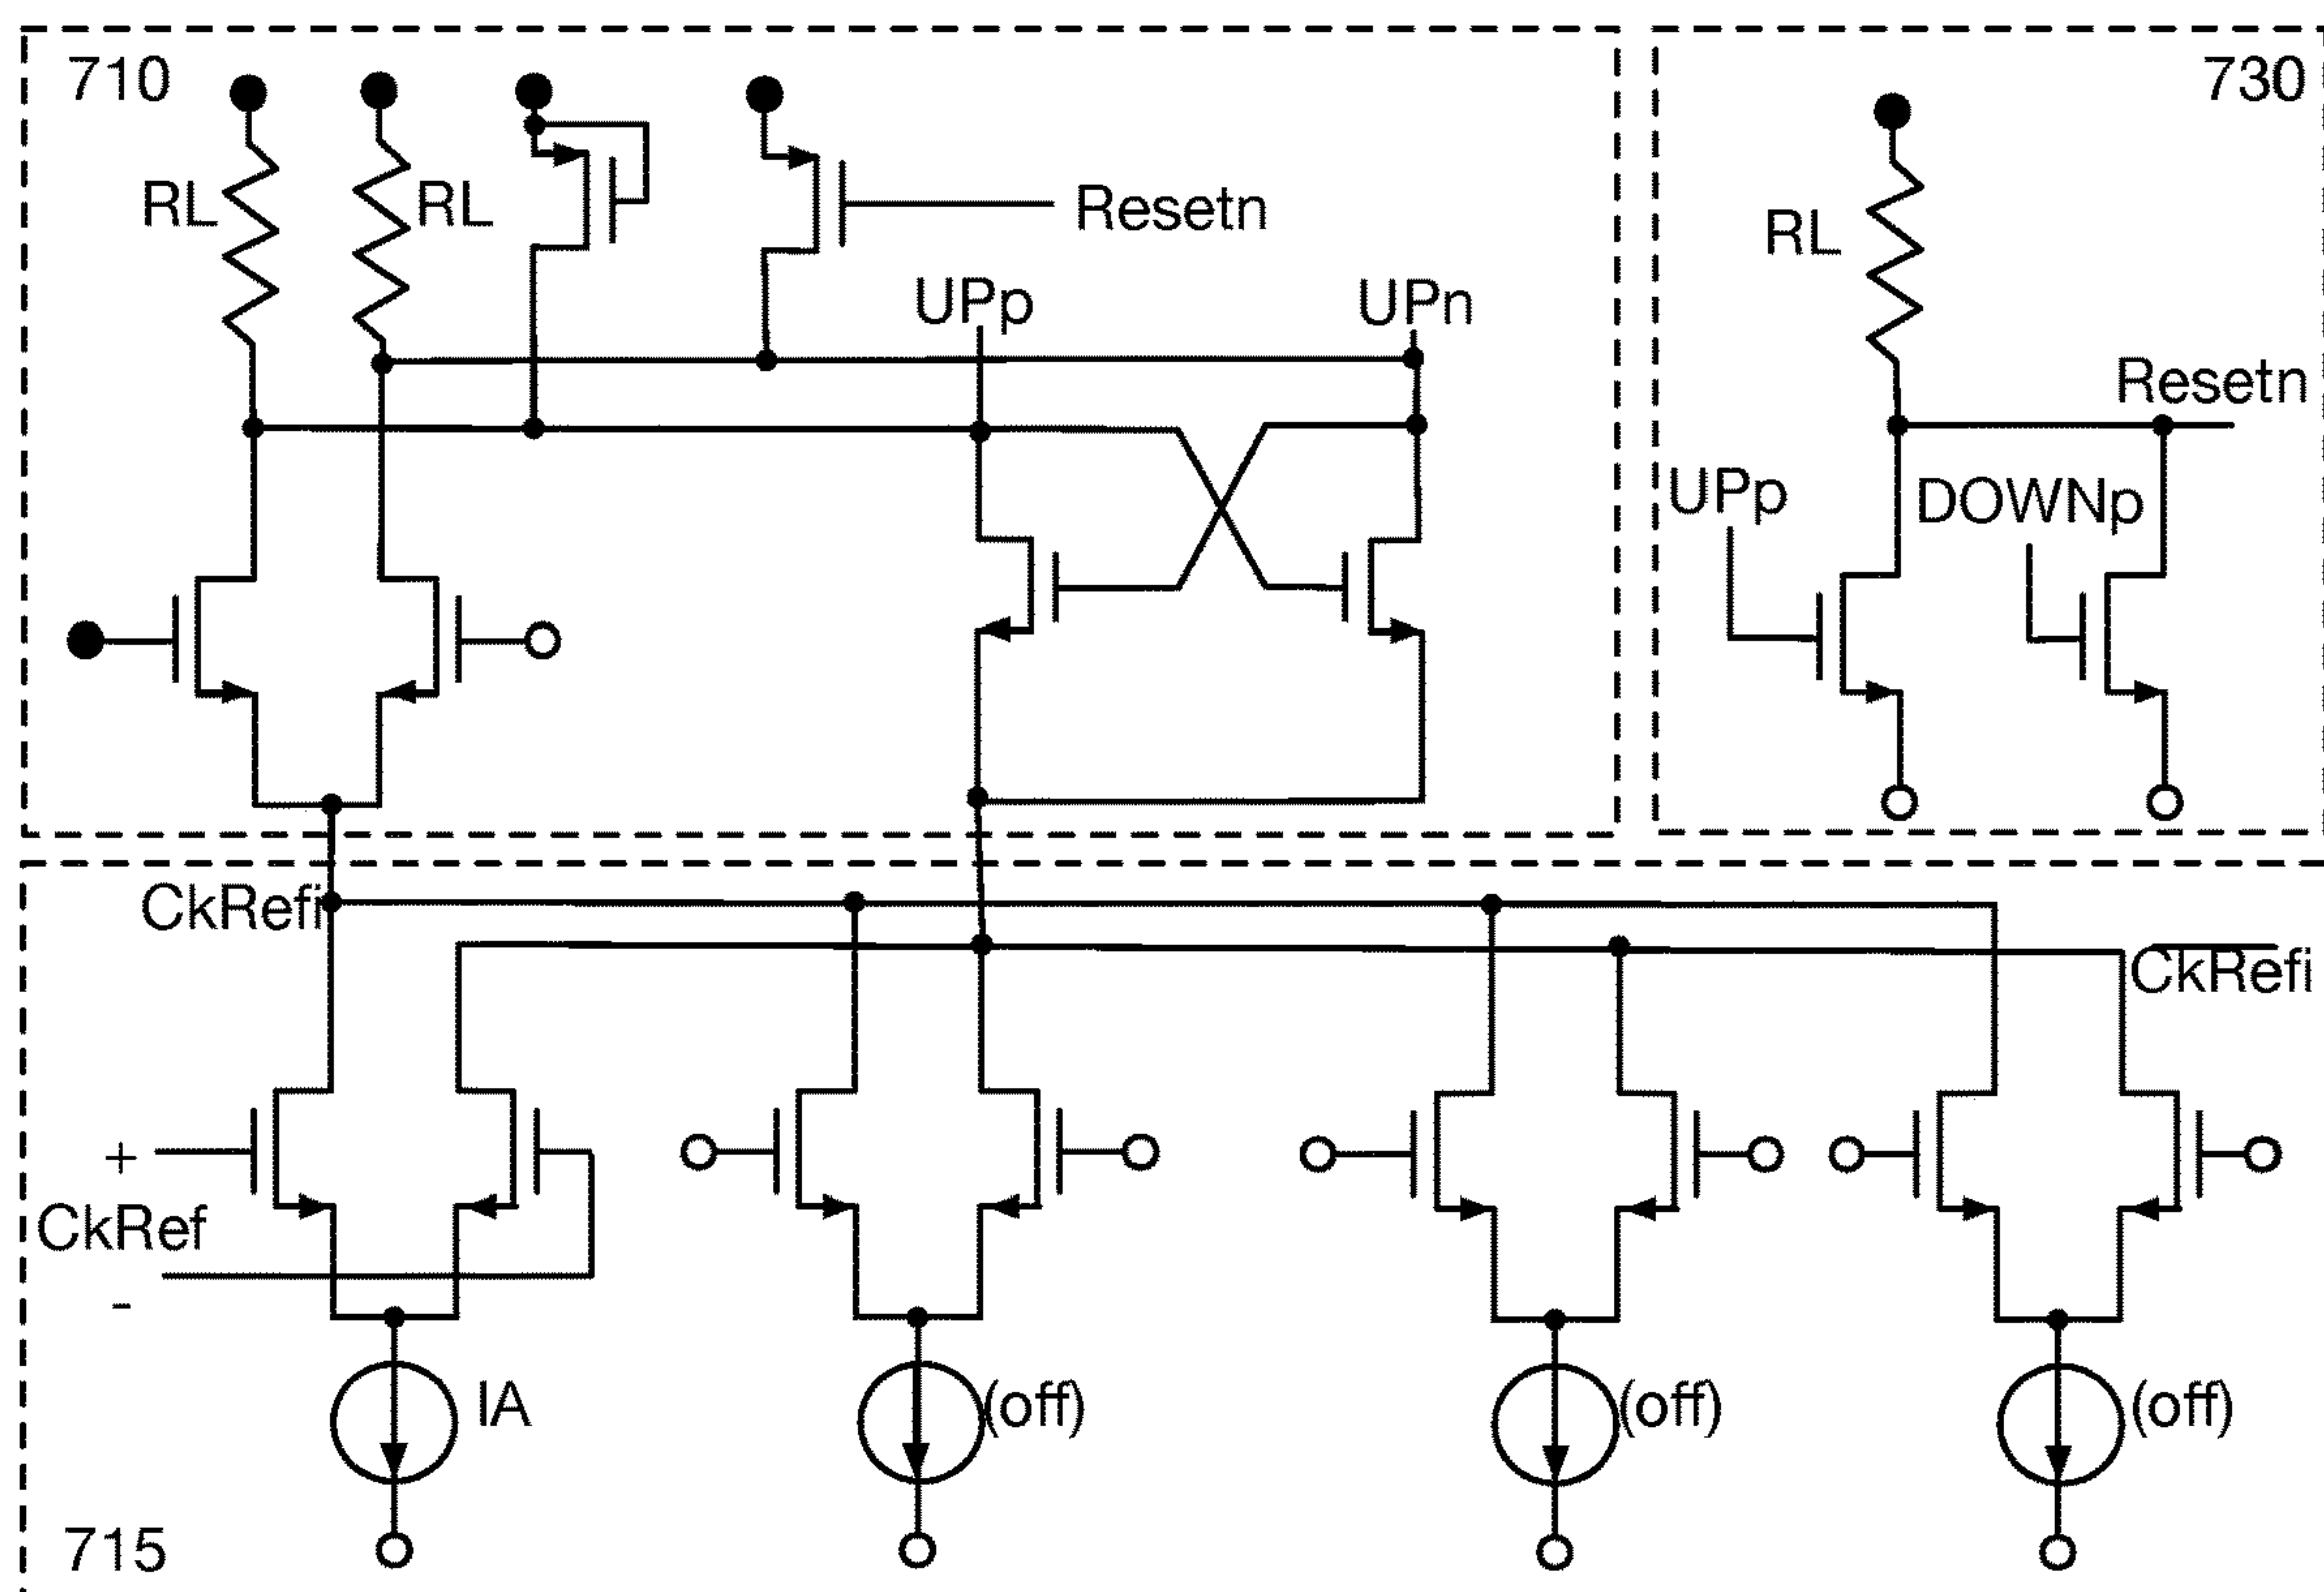 710
730
RL
RL
Resetn
RL
UPp
UPn
Resetn
UPp
DOWNp
CkRefi
CkRefi
+
CkRef
-
IA
(off)
(off)
(off)
715